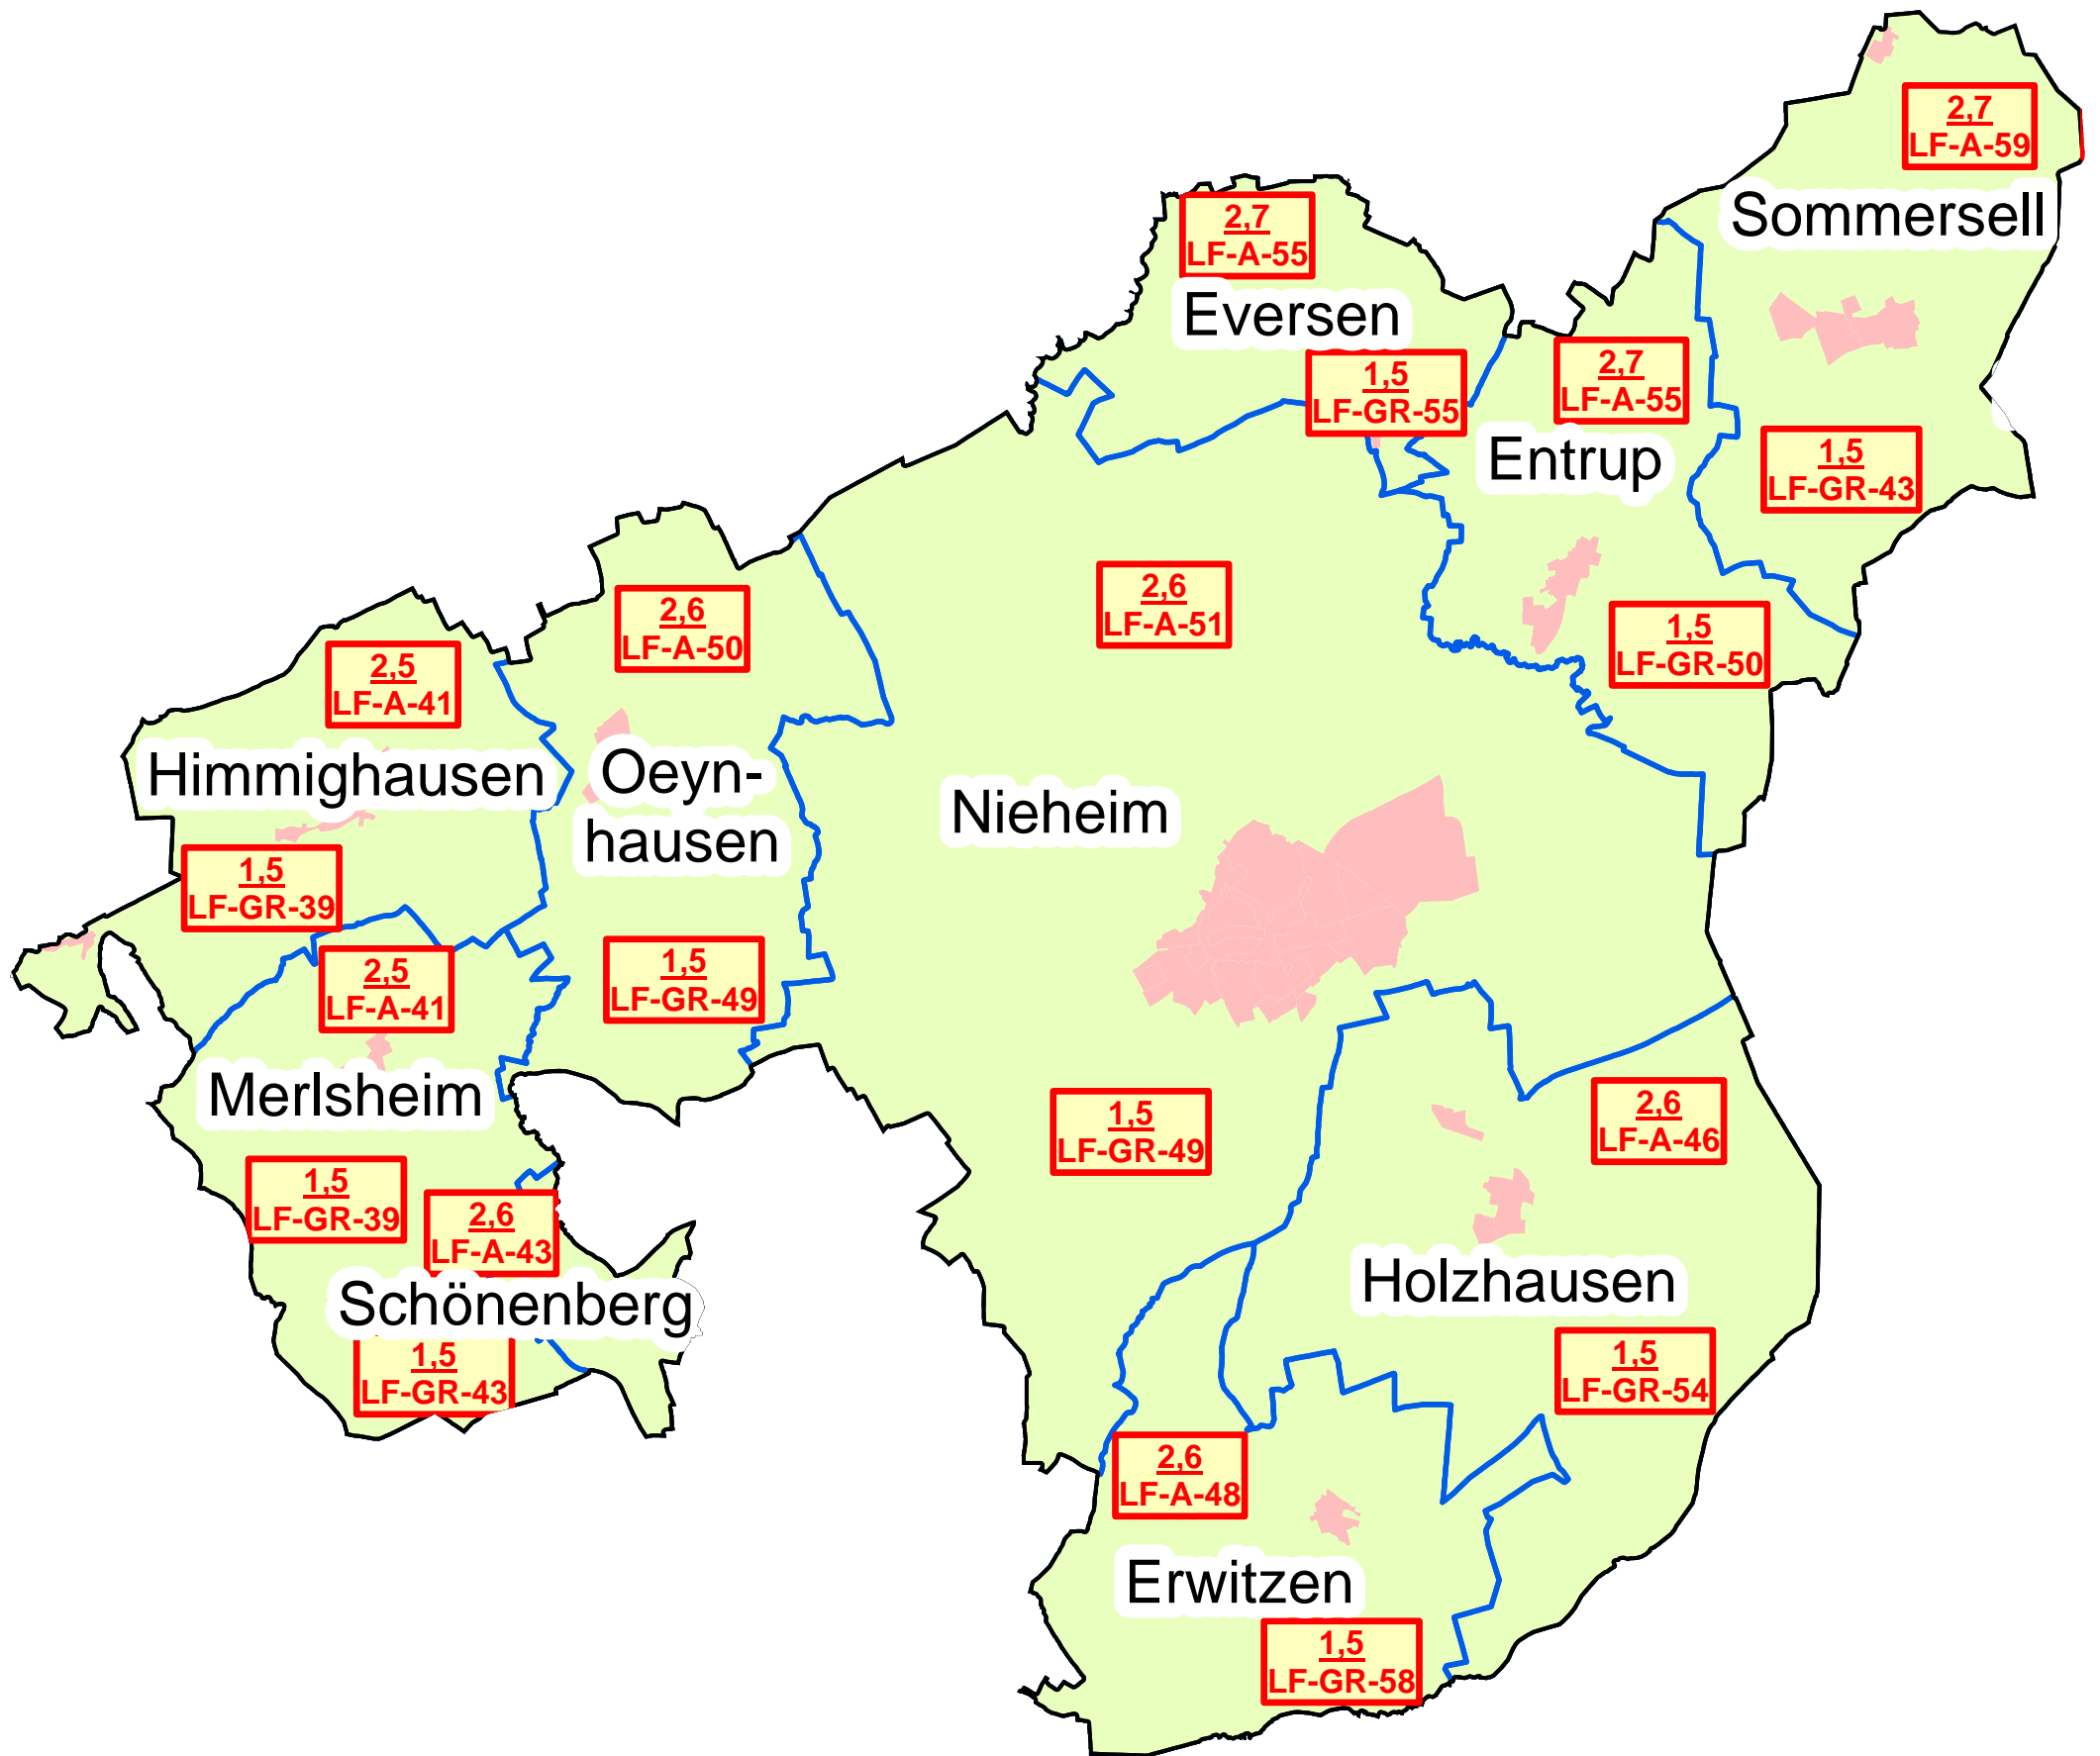 2,7
LF-A-59
Sommersell
2,7
LF-A-55
Eversen
1,5
LF-GR-55
2,7
LF-A-55
Entrup
1,5
LF-GR-43
2,6
LF-A-51
2,6
LF-A-50
1,5
LF-GR-50
2,5
LF-A-41
Himmighausen
Oeyn-
hausen
Nieheim
1,5
LF-GR-39
2,5
LF-A-41
1,5
LF-GR-49
Merlsheim
1,5
LF-GR-49
2,6
LF-A-46
1,5
LF-GR-39
2,6
LF-A-43
Schönenberg
1,5
LF-GR-43
Holzhausen
1,5
LF-GR-54
2,6
LF-A-48
Erwitzen
1,5
LF-GR-58